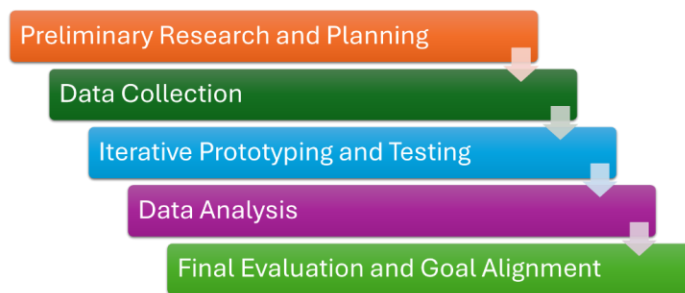 Preliminary Research and Planning
Data Collection
Iterative Prototyping and Testing
Data Analysis
Final Evaluation and Goal Alignment